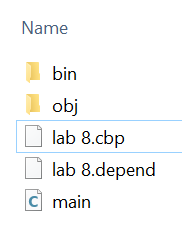 Name
bin
obj
lab 8.cbp
lab 8.depend
C main